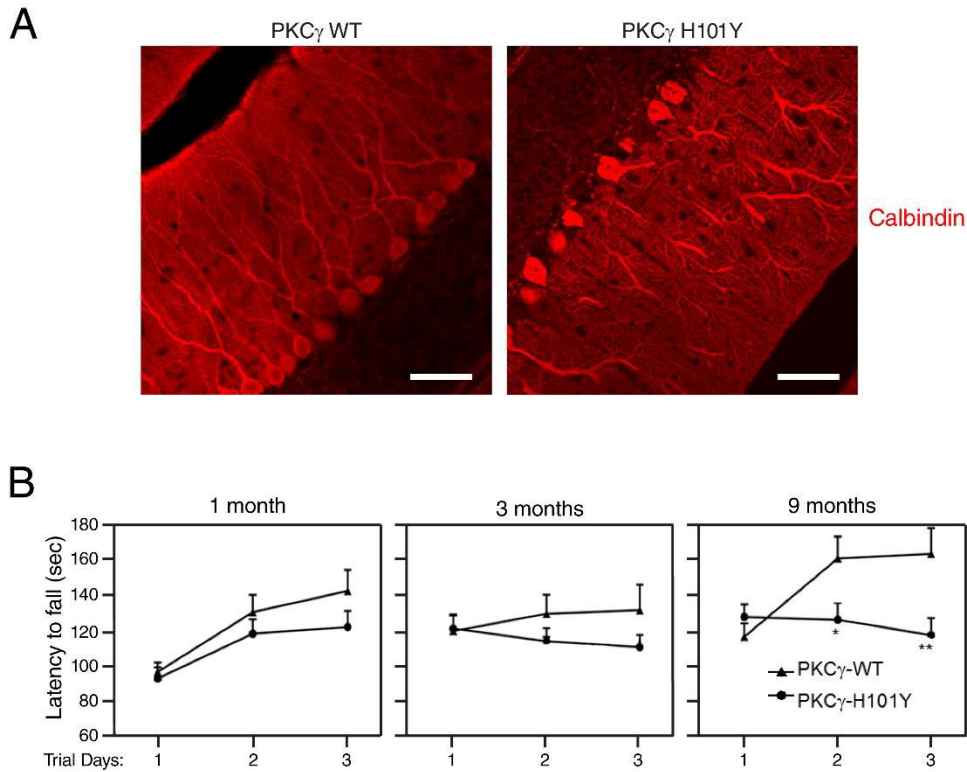 A
PKCγ WT
PKCγ H101Y
Calbindin
B
1 month
3 months
9 months
Latency to fall (sec)
180
160
140
120
100
80
60
*
**
PKCγ-WT
PKCγ-H101Y
Trial Days: 1 2 3 1 2 3 1 2 3